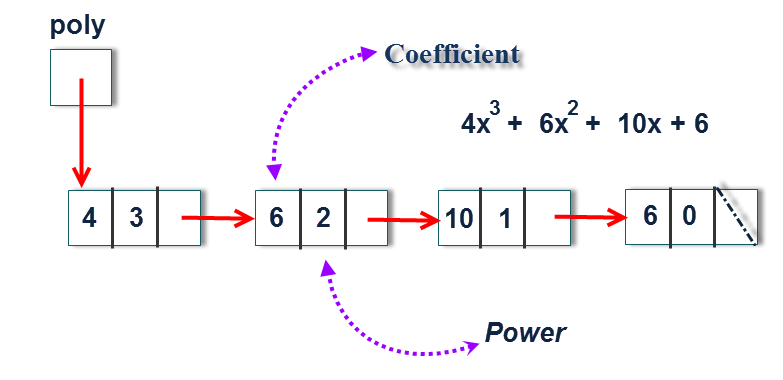 poly
Coefficient
4x³ + 6x² + 10x + 6
4 3 6 2 10 1 6 0
Power